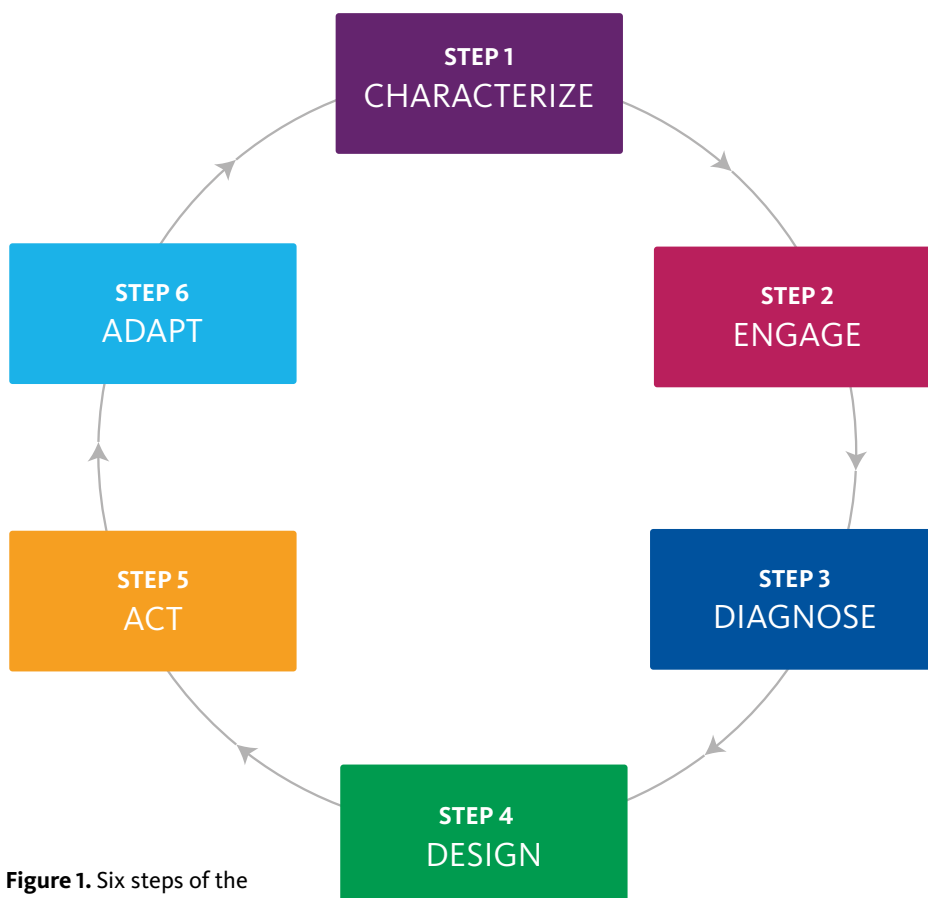 STEP 1
CHARACTERIZE
STEP 2
ENGAGE
STEP 3
DIAGNOSE
STEP 4
DESIGN
STEP 5
ACT
STEP 6
ADAPT
Figure 1. Six steps of the